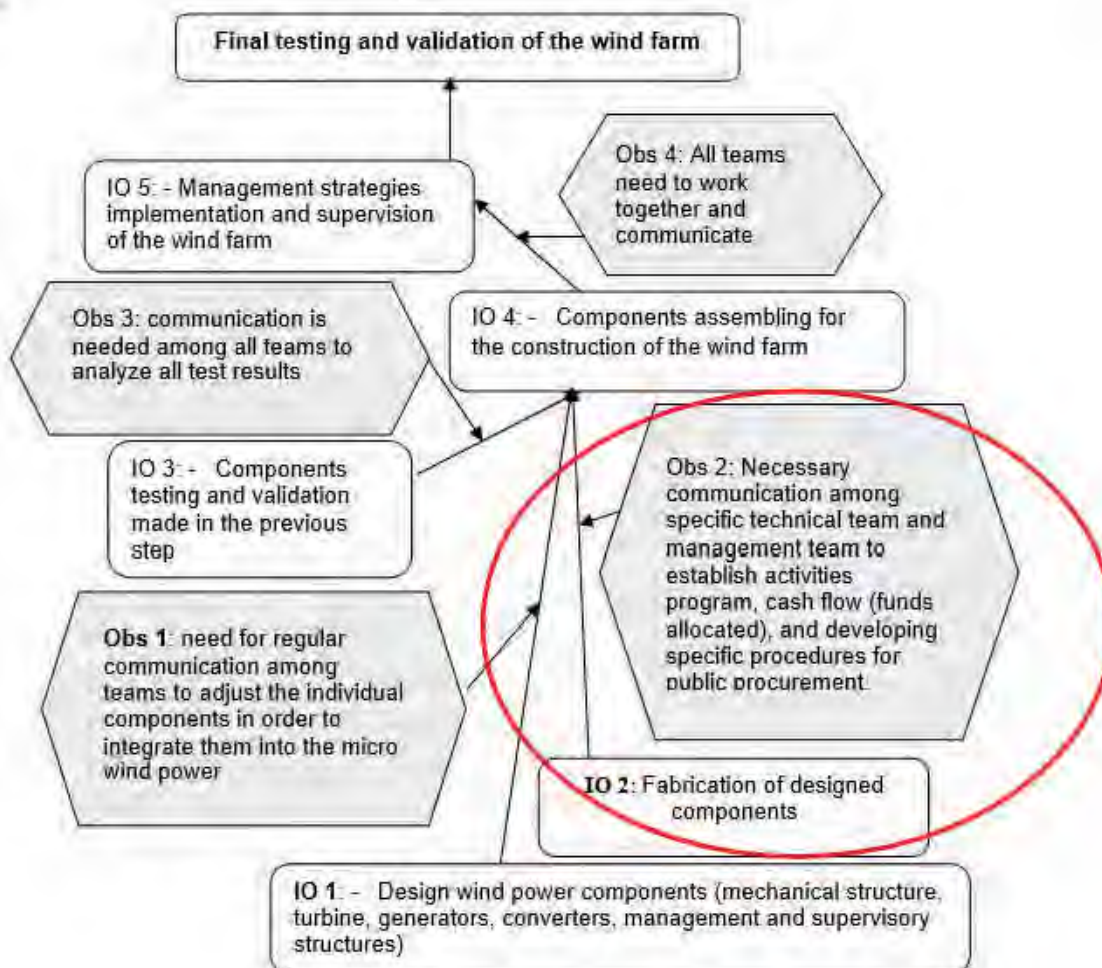 Final testing and validation of the wind farm
Obs 4: All teams
need to work
together and
communicate
IO 5: - Management strategies
implementation and supervision
of the wind farm
Obs 3: communication is
needed among all teams to
analyze all test results
IO 4: - Components assembling for
the construction of the wind farm
IO 3: - Components
testing and validation
made in the previous
step
Obs 2: Necessary
communication among
specific technical team and
management team to
establish activities
program, cash flow (funds
allocated), and developing
specific procedures for
public procurement.
Obs 1: need for regular
communication among
teams to adjust the individual
components in order to
integrate them into the micro
wind power
IO 2: Fabrication of designed
components
IO 1: - Design wind power components (mechanical structure,
turbine, generators, converters, management and supervisory
structures)